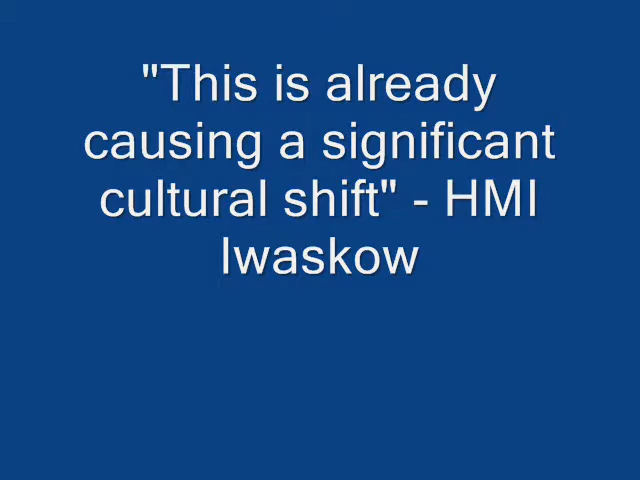 "This is already
causing a significant
cultural shift" - HMI
Iwaskow